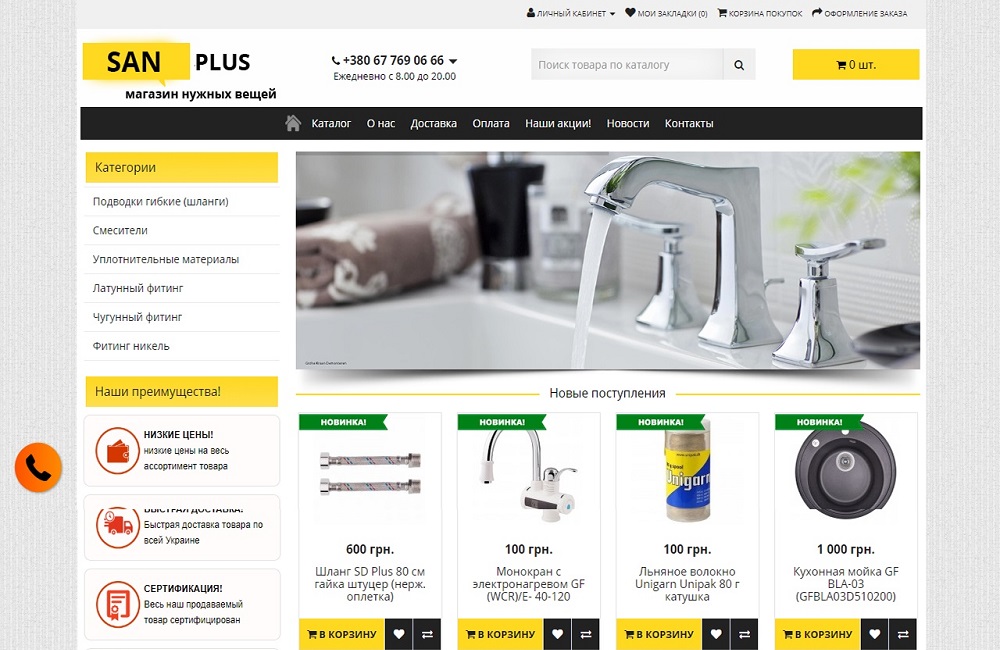 ЛИЧНЫЙ КАБИНЕТ МОИ ЗАКЛАДКИ (0) КОРЗИНА ПОКУПОК ОФОРМЛЕНИЕ ЗАКАЗА
SAN PLUS
магазин нужных вещей
+380 67 769 06 66
Ежедневно с 8.00 до 20.00
Поиск товара по каталогу
0 шт.
Каталог О нас Доставка Оплата Наши акции! Новости Контакты
Категории
Подводки гибкие (шланги)
Смесители
Уплотнительные материалы
Латунный фитинг
Чугунный фитинг
Фитинг никель
Наши преимущества!
НИЗКИЕ ЦЕНЫ!
низкие цены на весь
ассортимент товара
БЫСТРАЯ ДОСТАВКА!
Быстрая доставка товара по
всей Украине
СЕРТИФИКАЦИЯ!
Весь наш продаваемый
товар сертифицирован
Новые поступления
НОВИНКА!
600 грн.
Шланг SD Plus 80 см
гайка штуцер (нерж.
оплетка)
В КОРЗИНУ
НОВИНКА!
100 грн.
Монокран с
электронагревом GF
(WCR)/E- 40-120
В КОРЗИНУ
НОВИНКА!
Unigarn
100 грн.
Льняное волокно
Unigarn Unipak 80 г
катушка
В КОРЗИНУ
НОВИНКА!
1 000 грн.
Кухонная мойка GF
BLA-03
(GFBLA03D510200)
В КОРЗИНУ